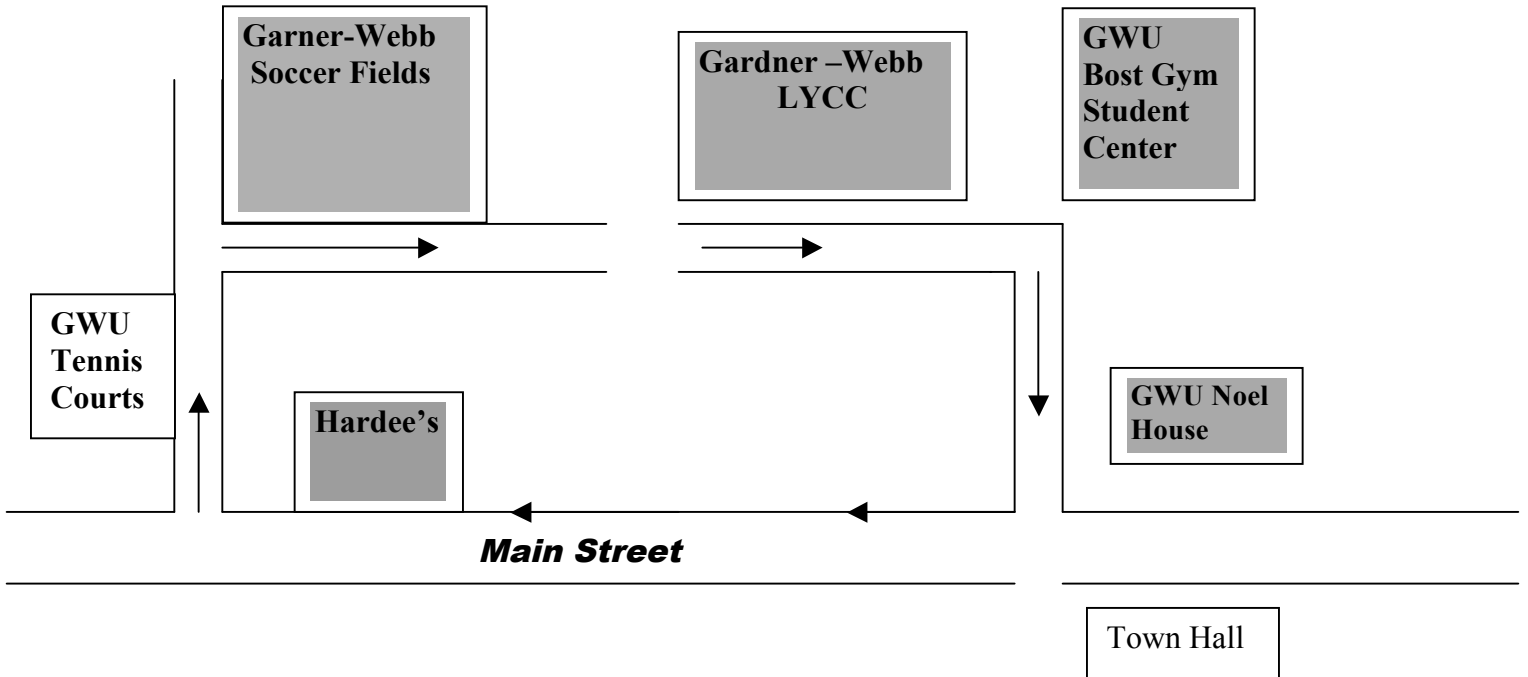 Garner-Webb
Soccer Fields
Gardner –Webb
LYCC
GWU
Bost Gym
Student
Center
GWU
Tennis
Courts
Hardee’s
GWU Noel
House
Main Street
Town Hall